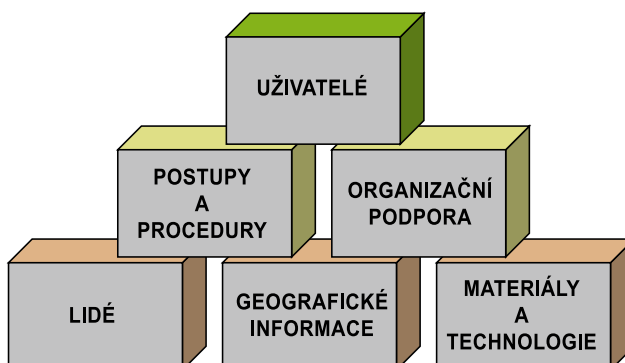 UŽIVATELÉ
POSTUPY
A
PROCEDURY
ORGANIZAČNÍ
PODPORA
LIDÉ
GEOGRAFICKÉ
INFORMACE
MATERIÁLY
A
TECHNOLOGIE